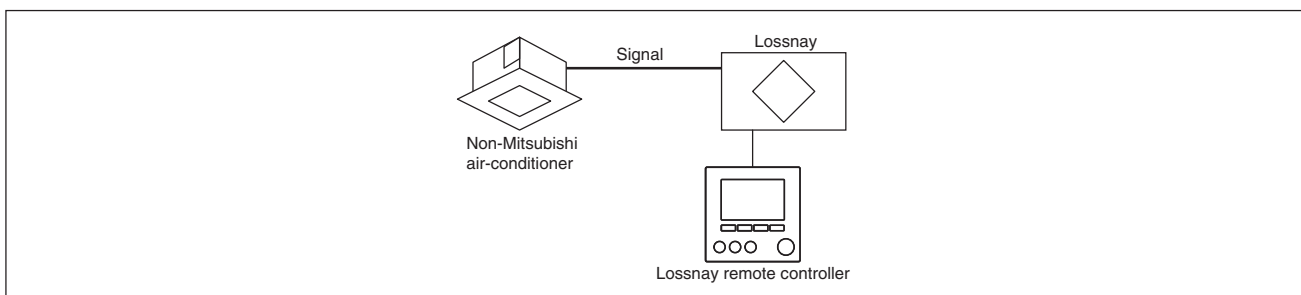 Lossnay
Signal
Non-Mitsubishi
air-conditioner
Lossnay remote controller